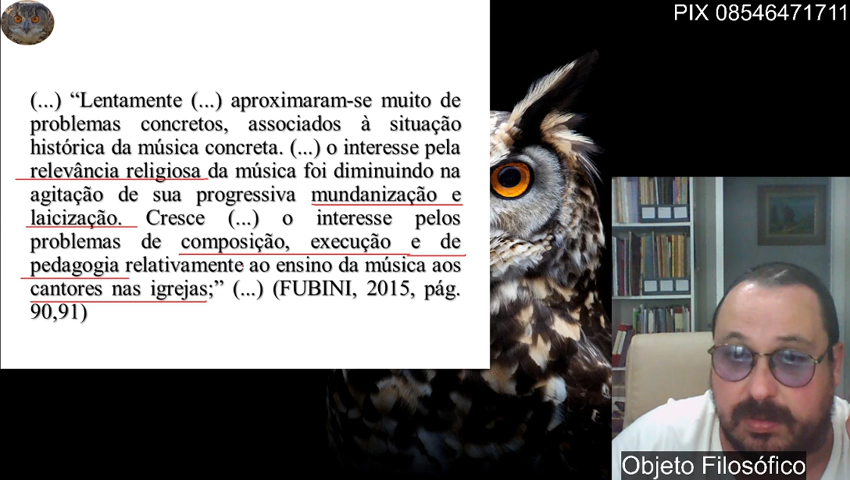 PIX 08546471711
(...) “Lentamente (...) aproximaram-se muito de
problemas concretos, associados à situação
histórica da música concreta. (...) o interesse pela
relevância religiosa da música foi diminuindo na
agitação de sua progressiva mundanização e
laicização. Cresce (...) o interesse pelos
problemas de composição, execução e de
pedagogia relativamente ao ensino da música aos
cantores nas igrejas;” (...) (FUBINI, 2015, pág.
90,91)
Objeto Filosófico